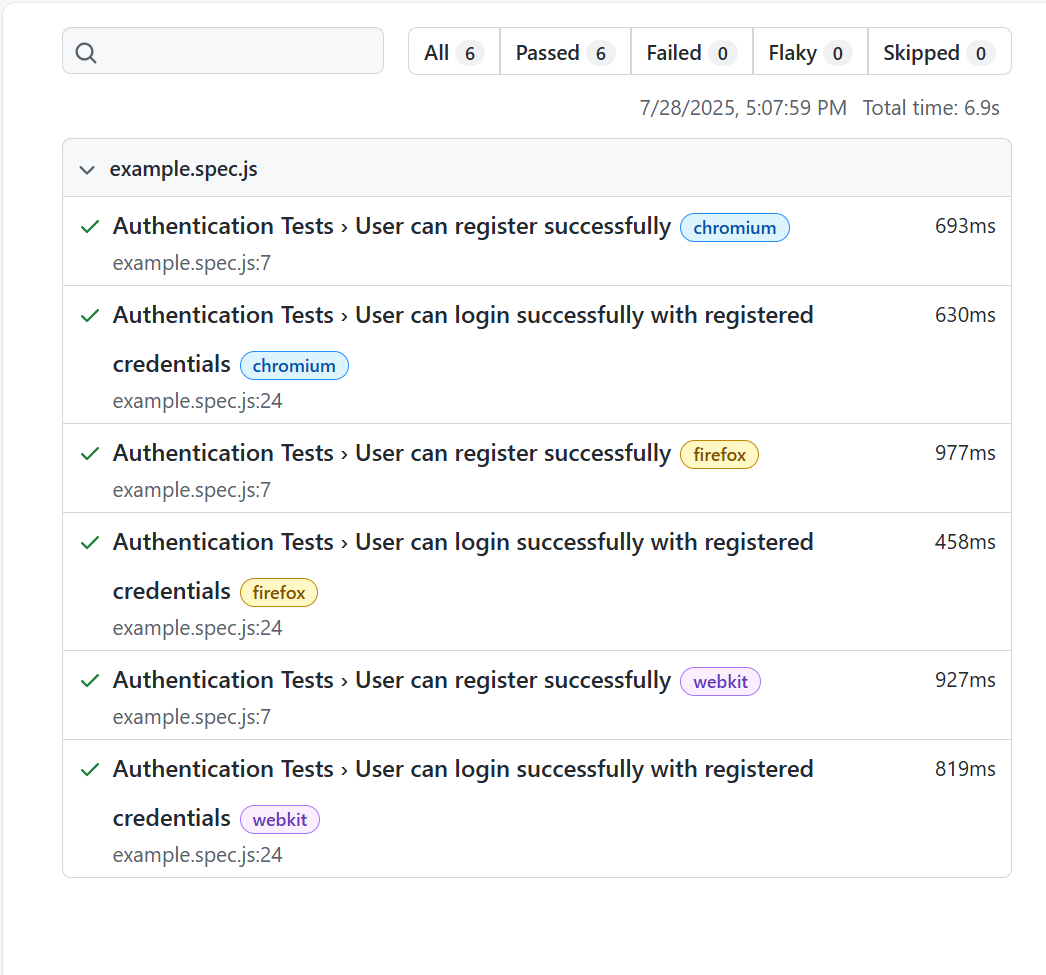 All 6 Passed 6 Failed 0 Flaky 0 Skipped 0
7/28/2025, 5:07:59 PM Total time: 6.9s
example.spec.js
Authentication Tests › User can register successfully chromium 693ms
example.spec.js:7
Authentication Tests › User can login successfully with registered 630ms
credentials chromium
example.spec.js:24
Authentication Tests › User can register successfully firefox 977ms
example.spec.js:7
Authentication Tests › User can login successfully with registered 458ms
credentials firefox
example.spec.js:24
Authentication Tests › User can register successfully webkit 927ms
example.spec.js:7
Authentication Tests › User can login successfully with registered 819ms
credentials webkit
example.spec.js:24